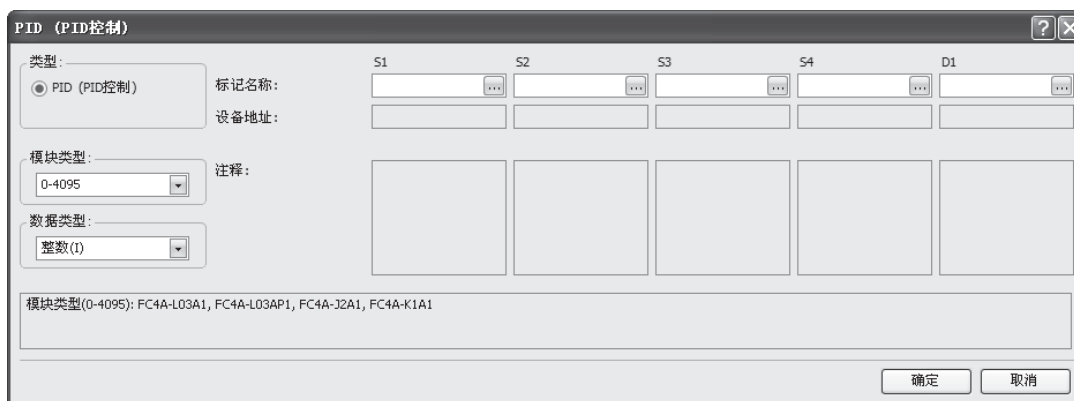 PID (PID控制)
类型:
PID (PID控制)
S1 S2 S3 S4 D1
标记名称:
设备地址:
模块类型:
0-4095
注释:
数据类型:
整数(I)
模块类型(0-4095): FC4A-L03A1, FC4A-L03AP1, FC4A-J2A1, FC4A-K1A1
确定 取消